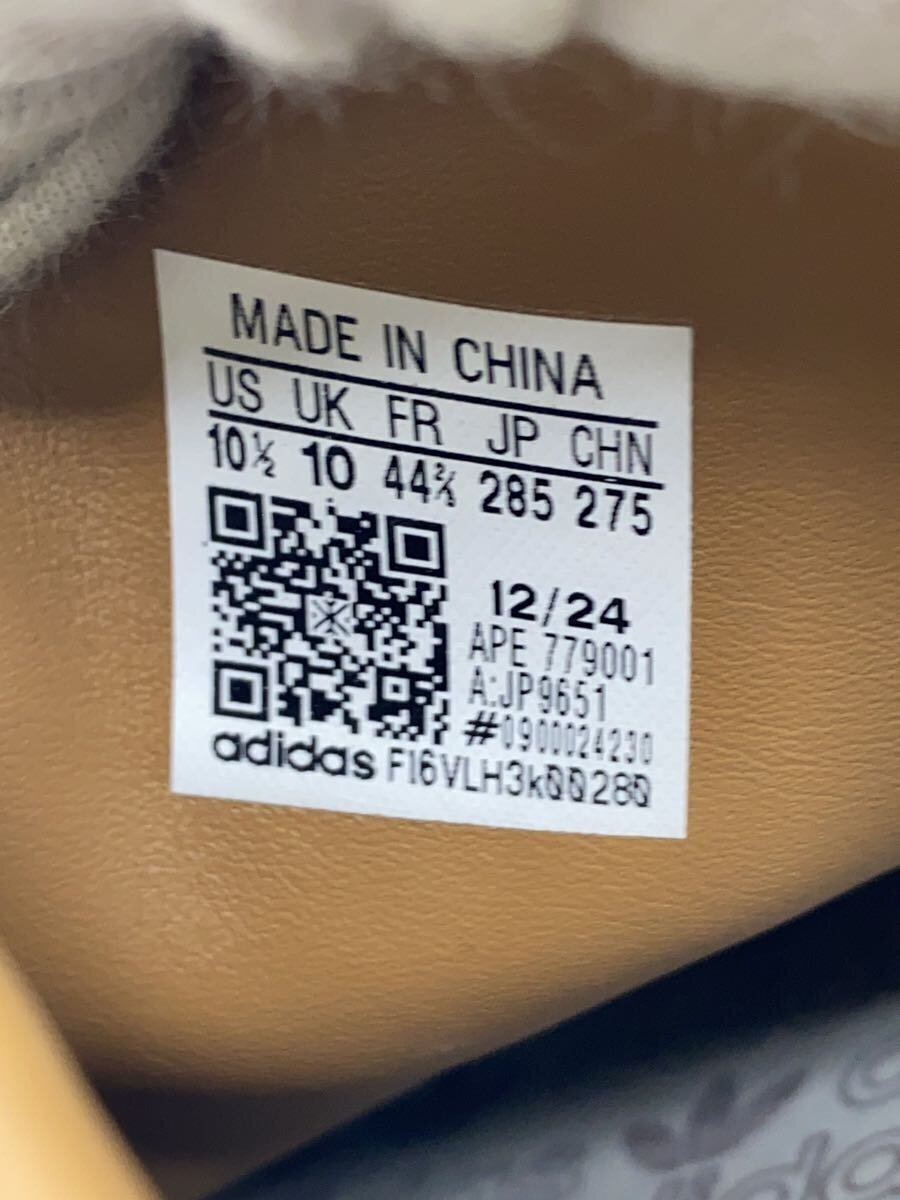 MADE IN CHINA
US UK FR JP CHN
10½ 10 44⅔ 285 275
12/24
APE 779001
A:JP9651
#0900024230
adidas F16VLH3k00280